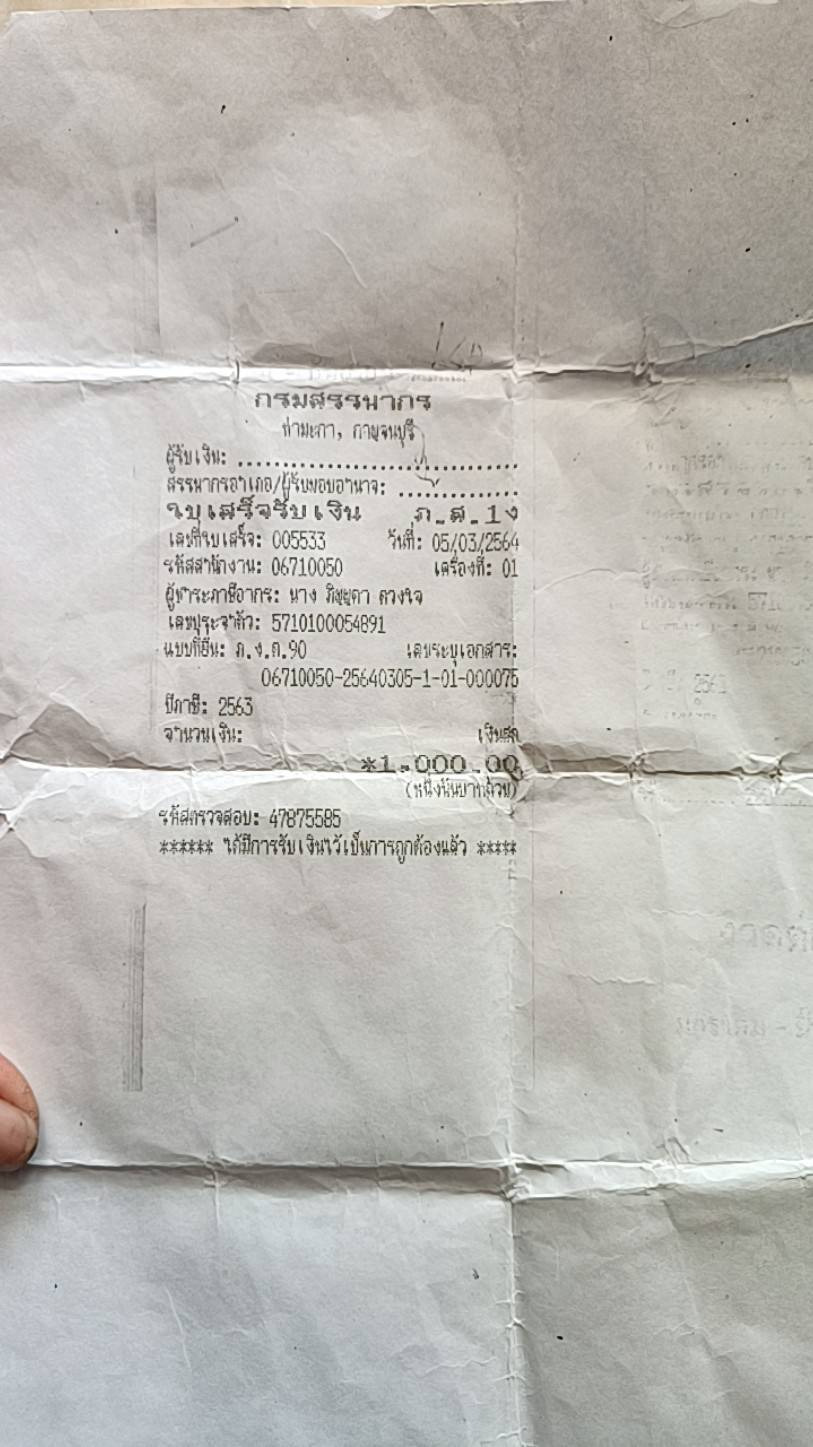 กรมสรรพากร
ท่ามะกา, กาญจนบุรี
ผู้รับเงิน: ................................
สรรพากรอำเภอ/ผู้รับมอบอำนาจ: ..............
ใบเสร็จรับเงิน ภ.ส.1ง
เลขที่ใบเสร็จ: 005533 วันที่: 05/03/2564
รหัสสำนักงาน: 06710050 เครื่องที่: 01
ผู้ชำระภาษีอากร: นาง ภิญญดา ดวงใจ
เลขประจำตัว: 5710100054891
แบบที่ยื่น: ภ.ง.ด.90 เลขระบุเอกสาร:
06710050-25640305-1-01-000075
ปีภาษี: 2563
จำนวนเงิน: เงินสด
*1,000.00
(หนึ่งพันบาทถ้วน)
รหัสตรวจสอบ: 47875585
****** ได้มีการรับเงินไว้เป็นการถูกต้องแล้ว *****